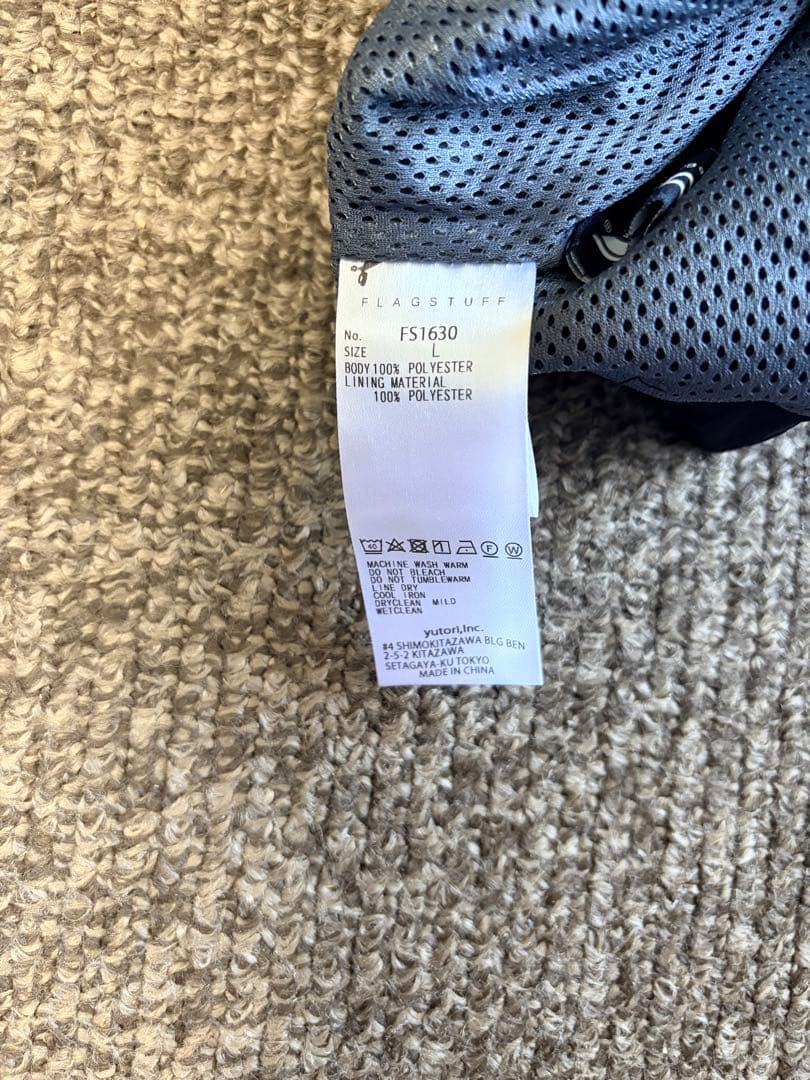 FLAGSTUFF
No. FS1630
SIZE L
BODY 100% POLYESTER
LINING MATERIAL
100% POLYESTER
40 F W
MACHINE WASH WARM
DO NOT BLEACH
DO NOT TUMBLEWARM
LINE DRY
COOL IRON
DRYCLEAN MILD
WETCLEAN
yutori,Inc.
#4 SHIMOKITAZAWA BLG BEN
2-5-2 KITAZAWA
SETAGAYA-KU TOKYO
MADE IN CHINA